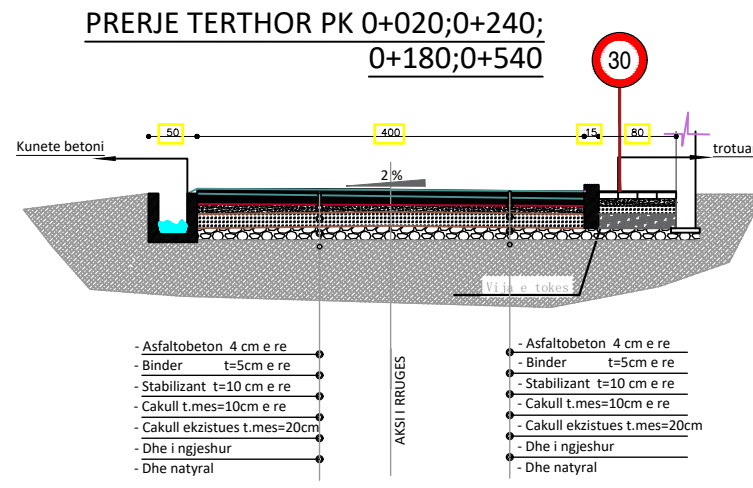 PRERJE TERTHOR PK 0+020;0+240;
0+180;0+540
30
50 400 15 80
Kunete betoni
trotuar
2 %
Vija e tokes
- Asfaltobeton 4 cm e re
- Binder t=5cm e re
- Stabilizant t=10 cm e re
- Cakull t.mes=10cm e re
- Cakull ekzistues t.mes=20cm
- Dhe i ngjeshur
- Dhe natyral
AKSI I RRUGES
- Asfaltobeton 4 cm e re
- Binder t=5cm e re
- Stabilizant t=10 cm e re
- Cakull t.mes=10cm e re
- Cakull ekzistues t.mes=20cm
- Dhe i ngjeshur
- Dhe natyral